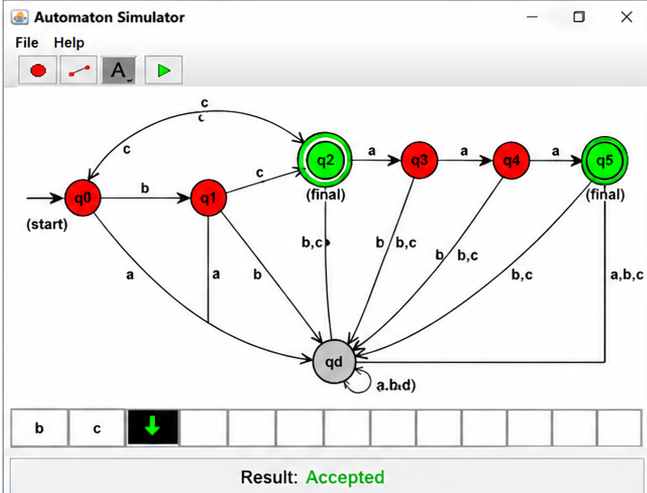 Automaton Simulator
File Help
A
c
c
c
b
c
a
a
a
q0
q1
q2
q3
q4
q5
(start)
(final)
(final)
a
a
b
b,c
b
b,c
b
b,c
b,c
a,b,c
qd
b
c
Result: Accepted